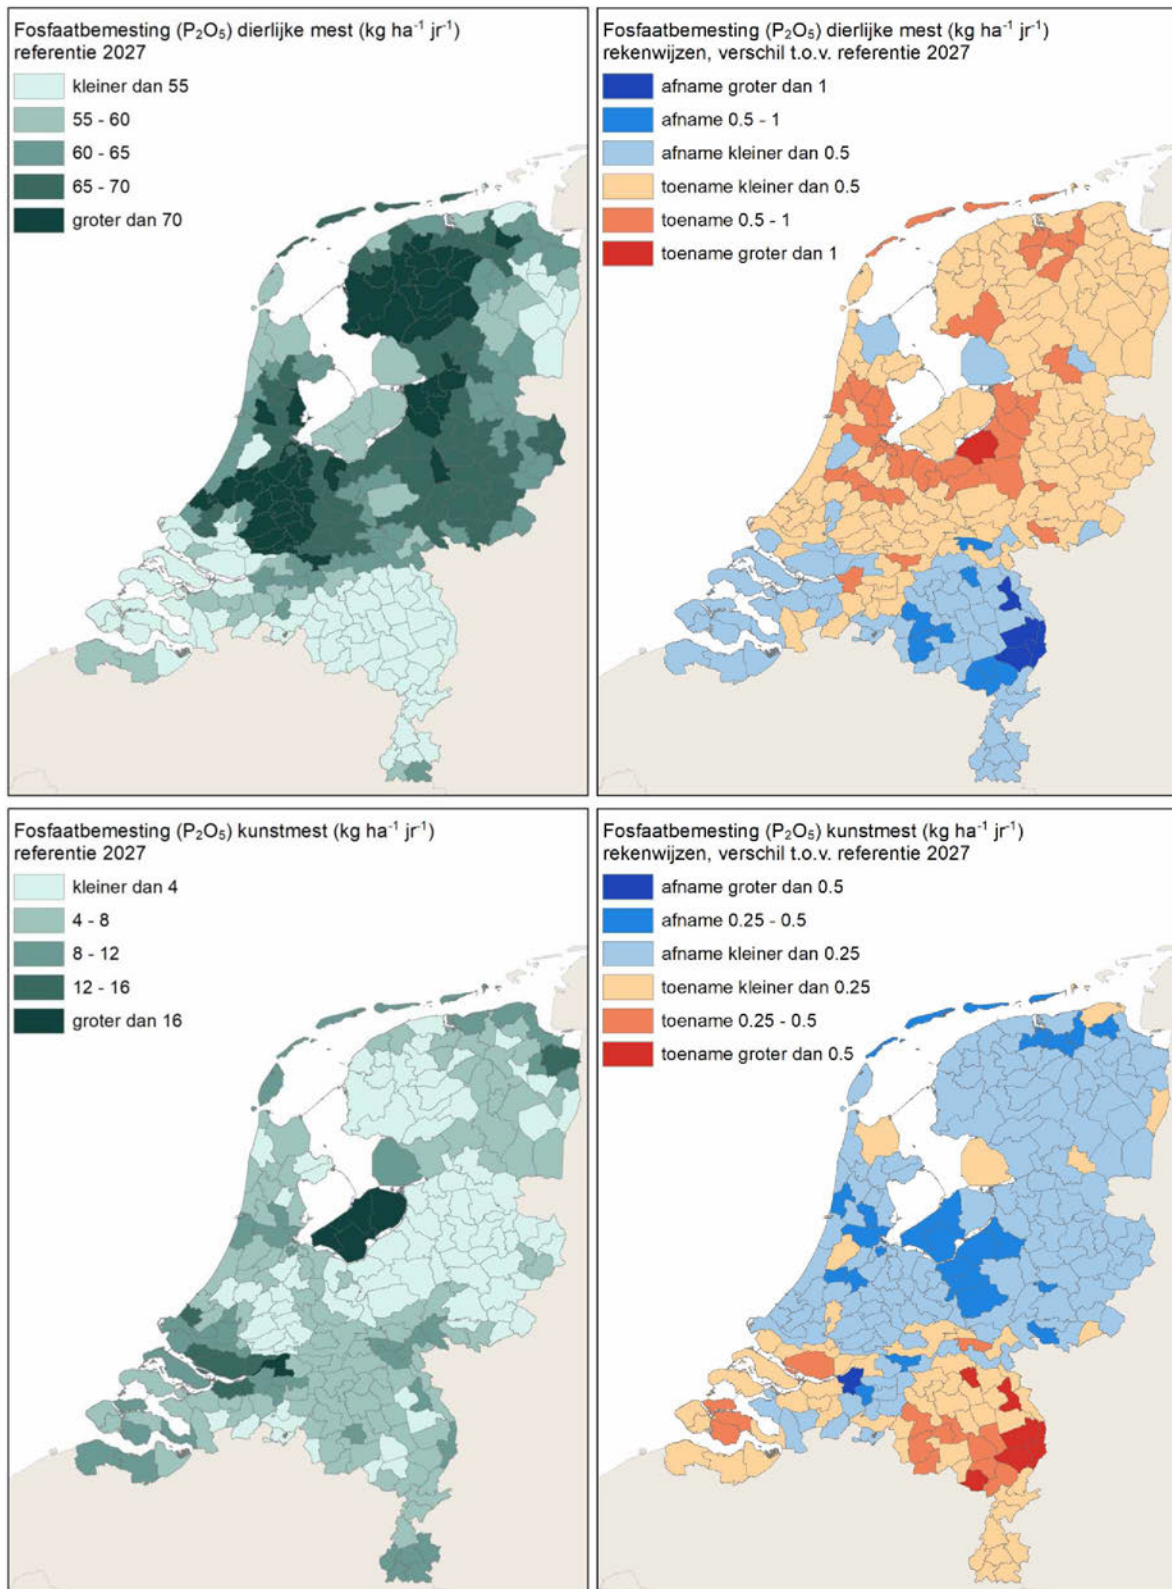 Fosfaatbemesting (P₂O₅) dierlijke mest (kg ha⁻¹ jr⁻¹)
referentie 2027
kleiner dan 55
55 - 60
60 - 65
65 - 70
groter dan 70
Fosfaatbemesting (P₂O₅) dierlijke mest (kg ha⁻¹ jr⁻¹)
rekenwijzen, verschil t.o.v. referentie 2027
afname groter dan 1
afname 0.5 - 1
afname kleiner dan 0.5
toename kleiner dan 0.5
toename 0.5 - 1
toename groter dan 1
Fosfaatbemesting (P₂O₅) kunstmest (kg ha⁻¹ jr⁻¹)
referentie 2027
kleiner dan 4
4 - 8
8 - 12
12 - 16
groter dan 16
Fosfaatbemesting (P₂O₅) kunstmest (kg ha⁻¹ jr⁻¹)
rekenwijzen, verschil t.o.v. referentie 2027
afname groter dan 0.5
afname 0.25 - 0.5
afname kleiner dan 0.25
toename kleiner dan 0.25
toename 0.25 - 0.5
toename groter dan 0.5